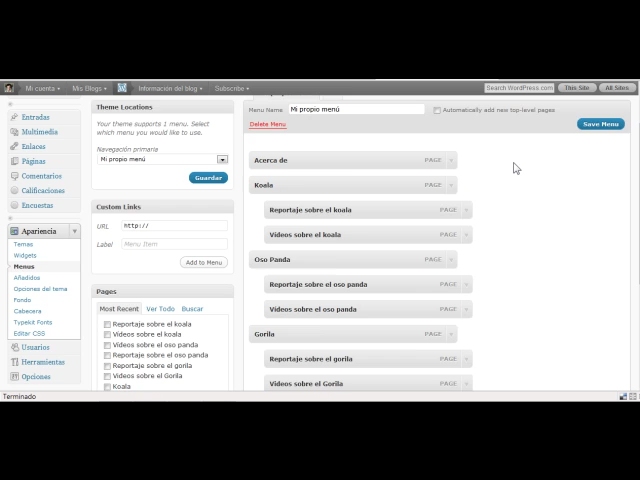 Mi cuenta
Mis Blogs
Información del blog
Subscribe
Search WordPress.com
This Site
All Sites
Entradas
Multimedia
Enlaces
Páginas
Comentarios
Calificaciones
Encuestas
Apariencia
Temas
Widgets
Menus
Añadidos
Opciones del tema
Fondo
Cabecera
Typekit Fonts
Editar CSS
Usuarios
Herramientas
Opciones
Theme Locations
Your theme supports 1 menu. Select
which menu you would like to use.
Navegación primaria
Mi propio menú
Guardar
Custom Links
URL http://
Label Menu Item
Add to Menu
Pages
Most Recent Ver Todo Buscar
Reportaje sobre el koala
Vídeos sobre el koala
Vídeos sobre el oso panda
Reportaje sobre el oso panda
Reportaje sobre el gorila
Videos sobre el Gorila
Koala
Menu Name Mi propio menú Automatically add new top-level pages
Delete Menu Save Menu
Acerca de PAGE
Koala PAGE
Reportaje sobre el koala PAGE
Vídeos sobre el koala PAGE
Oso Panda PAGE
Reportaje sobre el oso panda PAGE
Vídeos sobre el oso panda PAGE
Gorila PAGE
Reportaje sobre el gorila PAGE
Videos sobre el Gorila PAGE
Terminado